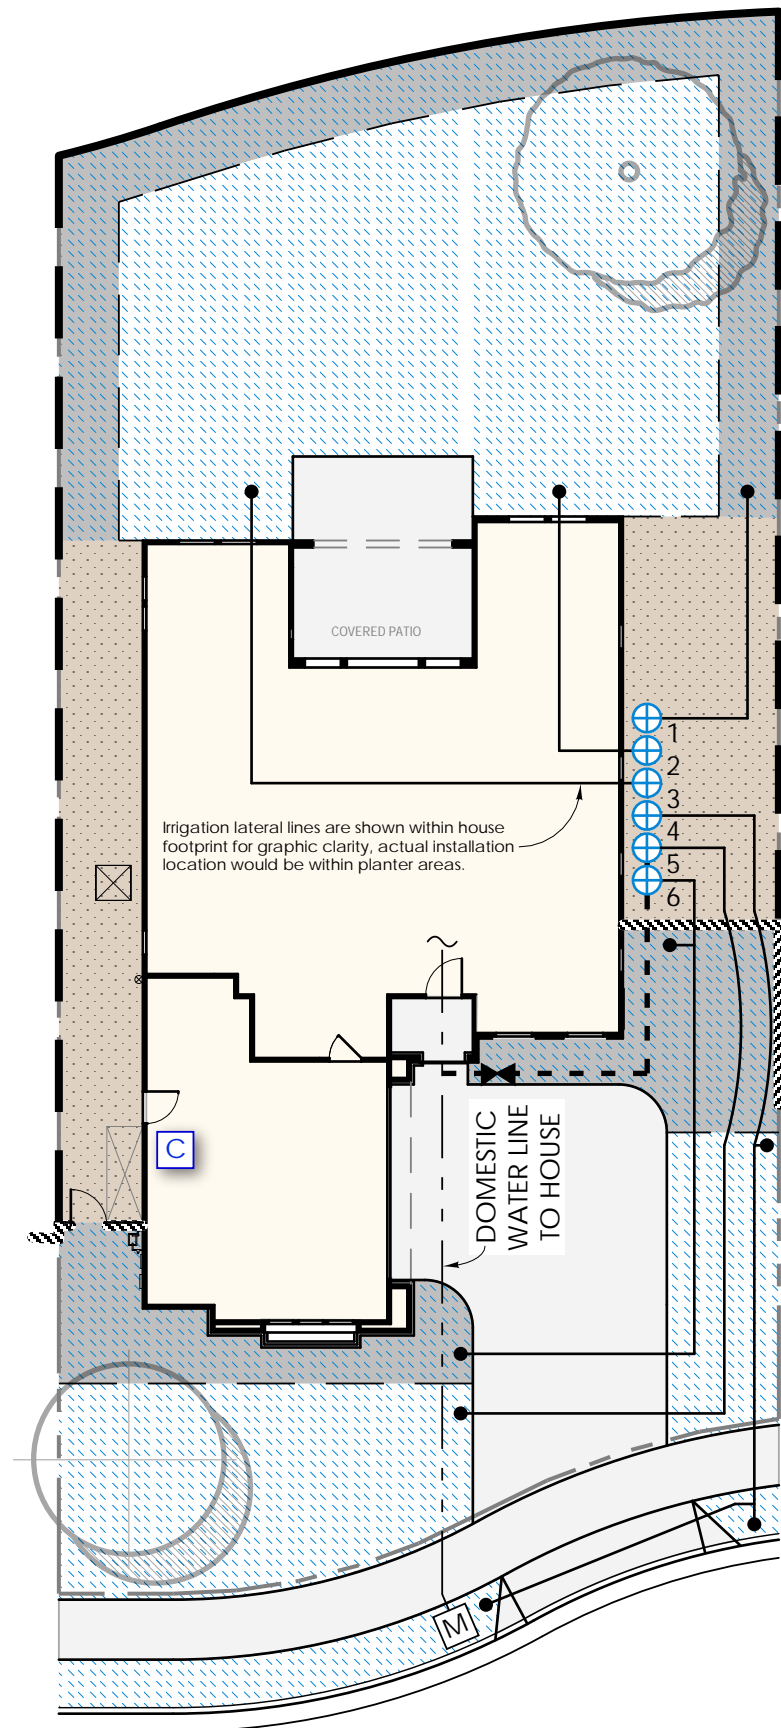 COVERED PATIO
1
2
3
4
5
6
Irrigation lateral lines are shown within house
footprint for graphic clarity, actual installation
location would be within planter areas.
C
DOMESTIC
WATER LINE
TO HOUSE
M